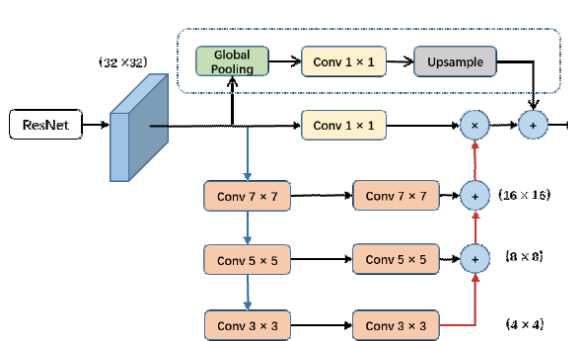 (32 ×32)
Global
Pooling
Conv 1 × 1
Upsample
ResNet
Conv 1 × 1
×
+
Conv 7 × 7
Conv 7 × 7
+
(16 × 16)
Conv 5 × 5
Conv 5 × 5
+
(8 × 8)
Conv 3 × 3
Conv 3 × 3
(4 × 4)